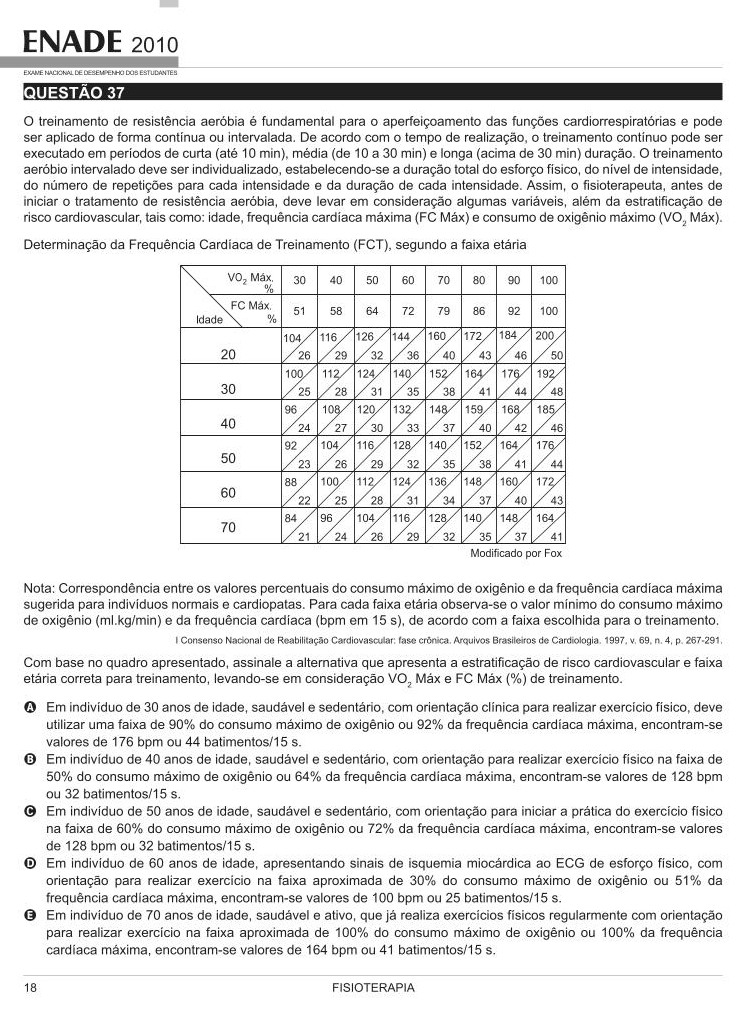 ENADE 2010
EXAME NACIONAL DE DESEMPENHO DOS ESTUDANTES
QUESTÃO 37
O treinamento de resistência aeróbia é fundamental para o aperfeiçoamento das funções cardiorrespiratórias e pode
ser aplicado de forma contínua ou intervalada. De acordo com o tempo de realização, o treinamento contínuo pode ser
executado em períodos de curta (até 10 min), média (de 10 a 30 min) e longa (acima de 30 min) duração. O treinamento
aeróbio intervalado deve ser individualizado, estabelecendo-se a duração total do esforço físico, do nível de intensidade,
do número de repetições para cada intensidade e da duração de cada intensidade. Assim, o fisioterapeuta, antes de
iniciar o tratamento de resistência aeróbia, deve levar em consideração algumas variáveis, além da estratificação de
risco cardiovascular, tais como: idade, frequência cardíaca máxima (FC Máx) e consumo de oxigênio máximo (VO2 Máx).
Determinação da Frequência Cardíaca de Treinamento (FCT), segundo a faixa etária
VO2 Máx. % 30 40 50 60 70 80 90 100
FC Máx. % 51 58 64 72 79 86 92 100
Idade
20 104/26 116/29 126/32 144/36 160/40 172/43 184/46 200/50
30 100/25 112/28 124/31 140/35 152/38 164/41 176/44 192/48
40 96/24 108/27 120/30 132/33 148/37 159/40 168/42 185/46
50 92/23 104/26 116/29 128/32 140/35 152/38 164/41 176/44
60 88/22 100/25 112/28 124/31 136/34 148/37 160/40 172/43
70 84/21 96/24 104/26 116/29 128/32 140/35 148/37 164/41
Modificado por Fox
Nota: Correspondência entre os valores percentuais do consumo máximo de oxigênio e da frequência cardíaca máxima
sugerida para indivíduos normais e cardiopatas. Para cada faixa etária observa-se o valor mínimo do consumo máximo
de oxigênio (ml.kg/min) e da frequência cardíaca (bpm em 15 s), de acordo com a faixa escolhida para o treinamento.
I Consenso Nacional de Reabilitação Cardiovascular: fase crônica. Arquivos Brasileiros de Cardiologia. 1997, v. 69, n. 4, p. 267-291.
Com base no quadro apresentado, assinale a alternativa que apresenta a estratificação de risco cardiovascular e faixa
etária correta para treinamento, levando-se em consideração VO2 Máx e FC Máx (%) de treinamento.
A Em indivíduo de 30 anos de idade, saudável e sedentário, com orientação clínica para realizar exercício físico, deve
utilizar uma faixa de 90% do consumo máximo de oxigênio ou 92% da frequência cardíaca máxima, encontram-se
valores de 176 bpm ou 44 batimentos/15 s.
B Em indivíduo de 40 anos de idade, saudável e sedentário, com orientação para realizar exercício físico na faixa de
50% do consumo máximo de oxigênio ou 64% da frequência cardíaca máxima, encontram-se valores de 128 bpm
ou 32 batimentos/15 s.
C Em indivíduo de 50 anos de idade, saudável e sedentário, com orientação para iniciar a prática do exercício físico
na faixa de 60% do consumo máximo de oxigênio ou 72% da frequência cardíaca máxima, encontram-se valores
de 128 bpm ou 32 batimentos/15 s.
D Em indivíduo de 60 anos de idade, apresentando sinais de isquemia miocárdica ao ECG de esforço físico, com
orientação para realizar exercício na faixa aproximada de 30% do consumo máximo de oxigênio ou 51% da
frequência cardíaca máxima, encontram-se valores de 100 bpm ou 25 batimentos/15 s.
E Em indivíduo de 70 anos de idade, saudável e ativo, que já realiza exercícios físicos regularmente com orientação
para realizar exercício na faixa aproximada de 100% do consumo máximo de oxigênio ou 100% da frequência
cardíaca máxima, encontram-se valores de 164 bpm ou 41 batimentos/15 s.
18 FISIOTERAPIA